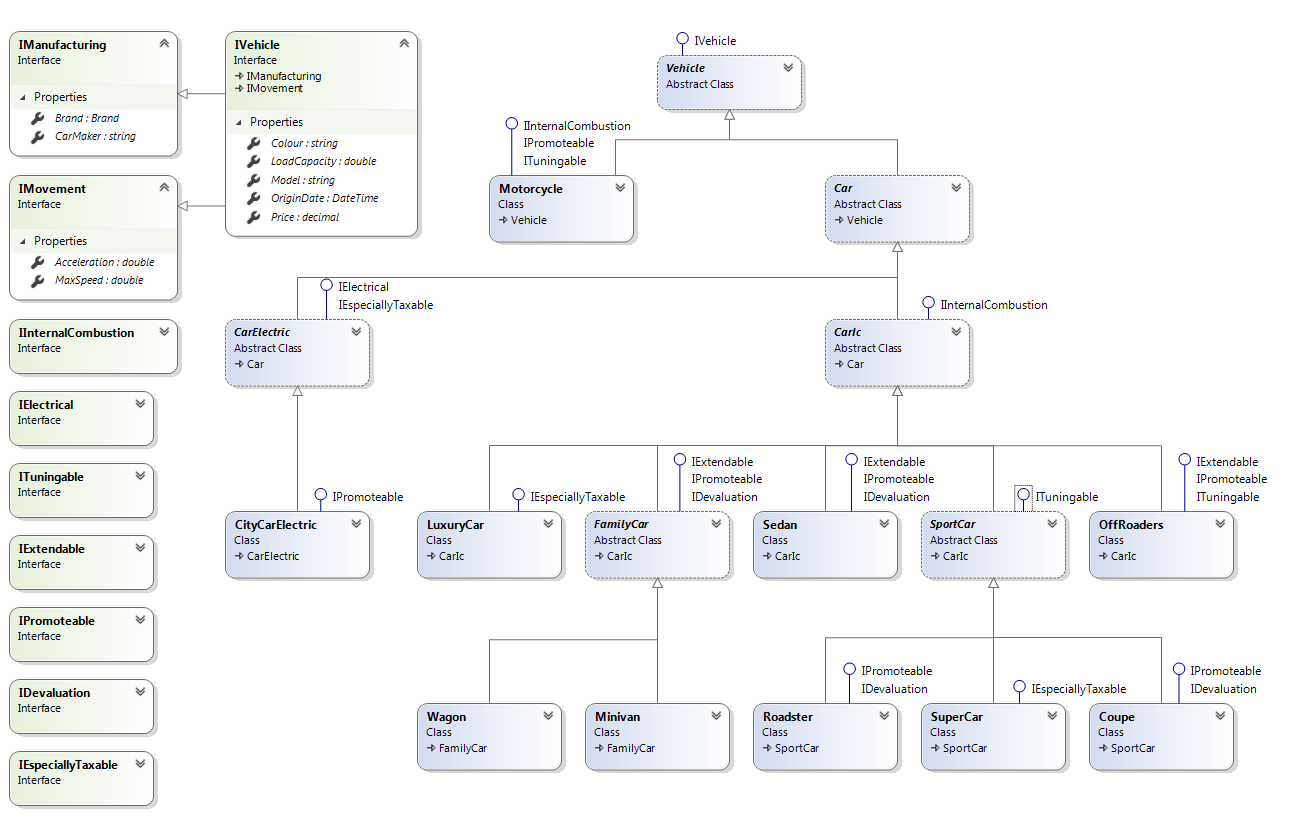 IManufacturing
Interface
Properties
Brand : Brand
CarMaker : string
IVehicle
Interface
IManufacturing
IMovement
Properties
Colour : string
LoadCapacity : double
Model : string
OriginDate : DateTime
Price : decimal
IMovement
Interface
Properties
Acceleration : double
MaxSpeed : double
IInternalCombustion
Interface
IElectrical
Interface
ITuningable
Interface
IExtendable
Interface
IPromoteable
Interface
IDevaluation
Interface
IEspeciallyTaxable
Interface
IVehicle
Vehicle
Abstract Class
IInternalCombustion
IPromoteable
ITuningable
Motorcycle
Class
Vehicle
Car
Abstract Class
Vehicle
IElectrical
IEspeciallyTaxable
CarElectric
Abstract Class
Car
IInternalCombustion
CarIc
Abstract Class
Car
IPromoteable
CityCarElectric
Class
CarElectric
IEspeciallyTaxable
LuxuryCar
Class
CarIc
IExtendable
IPromoteable
IDevaluation
FamilyCar
Abstract Class
CarIc
IExtendable
IPromoteable
IDevaluation
Sedan
Class
CarIc
ITuningable
SportCar
Abstract Class
CarIc
IExtendable
IPromoteable
ITuningable
OffRoaders
Class
CarIc
Wagon
Class
FamilyCar
Minivan
Class
FamilyCar
IPromoteable
IDevaluation
Roadster
Class
SportCar
IEspeciallyTaxable
SuperCar
Class
SportCar
IPromoteable
IDevaluation
Coupe
Class
SportCar